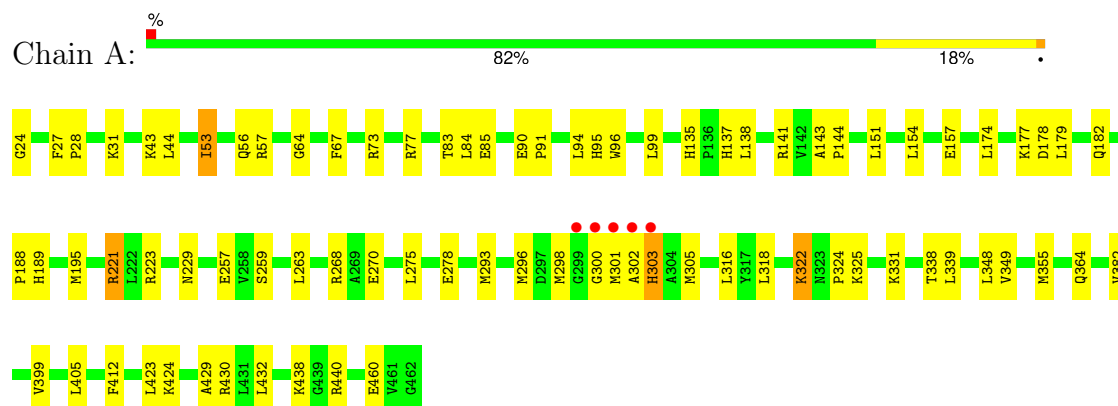 %
Chain A:
82% 18% •
G24 F27 P28 K31 K43 L44 I53 Q56 R57 G64 F67 R73 R77 T83 L84 E85 E90 P91 L94 H95 W96 L99 H135 P136 H137 L138 R141 V142 A143 P144 L151 L154 E157 L174 K177 D178 L179 Q182
P188 H189 M195 R221 L222 R223 N229 E257 V258 S259 L263 R268 A269 E270 L275 E278 M293 M296 D297 M298 G299 G300 M301 A302 H303 A304 M305 L316 Y317 L318 K322 N323 P324 K325 K331 T338 L339 L348 V349 M355 Q364
V399 L405 F412 L423 K424 A429 R430 L431 L432 K438 G439 R440 E460 V461 G462